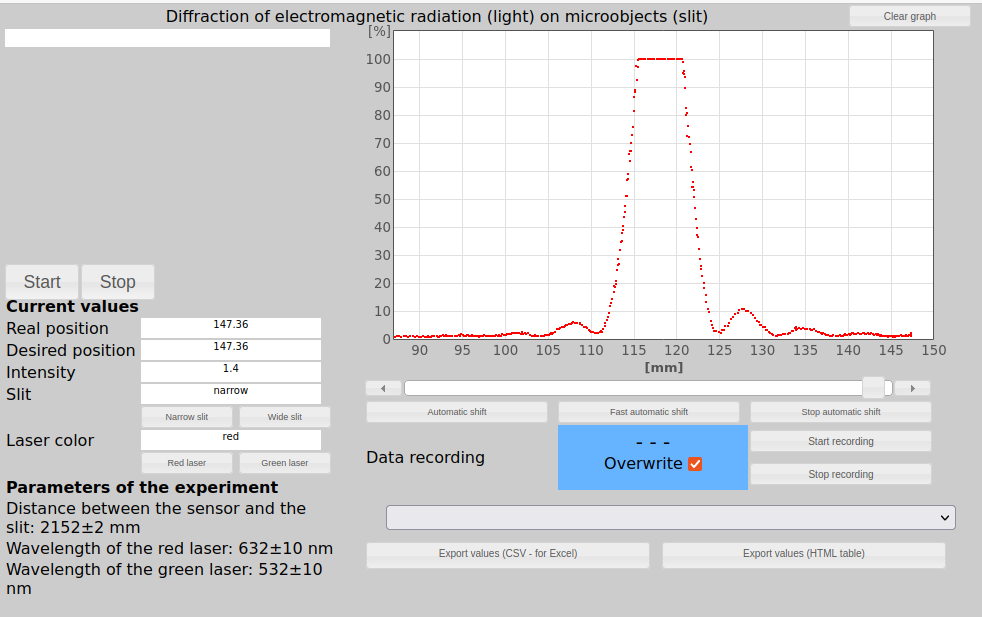 Diffraction of electromagnetic radiation (light) on microobjects (slit)
Clear graph
[%]
100
90
80
70
60
50
40
30
20
10
0
90 95 100 105 110 115 120 125 130 135 140 145 150
[mm]
Start Stop
Current values
Real position 147.36
Desired position 147.36
Intensity 1.4
Slit narrow
Narrow slit Wide slit
Laser color red
Red laser Green laser
Parameters of the experiment
Distance between the sensor and the
slit: 2152±2 mm
Wavelength of the red laser: 632±10 nm
Wavelength of the green laser: 532±10
nm
Automatic shift Fast automatic shift Stop automatic shift
Data recording
- - -
Overwrite
Start recording
Stop recording
Export values (CSV - for Excel) Export values (HTML table)